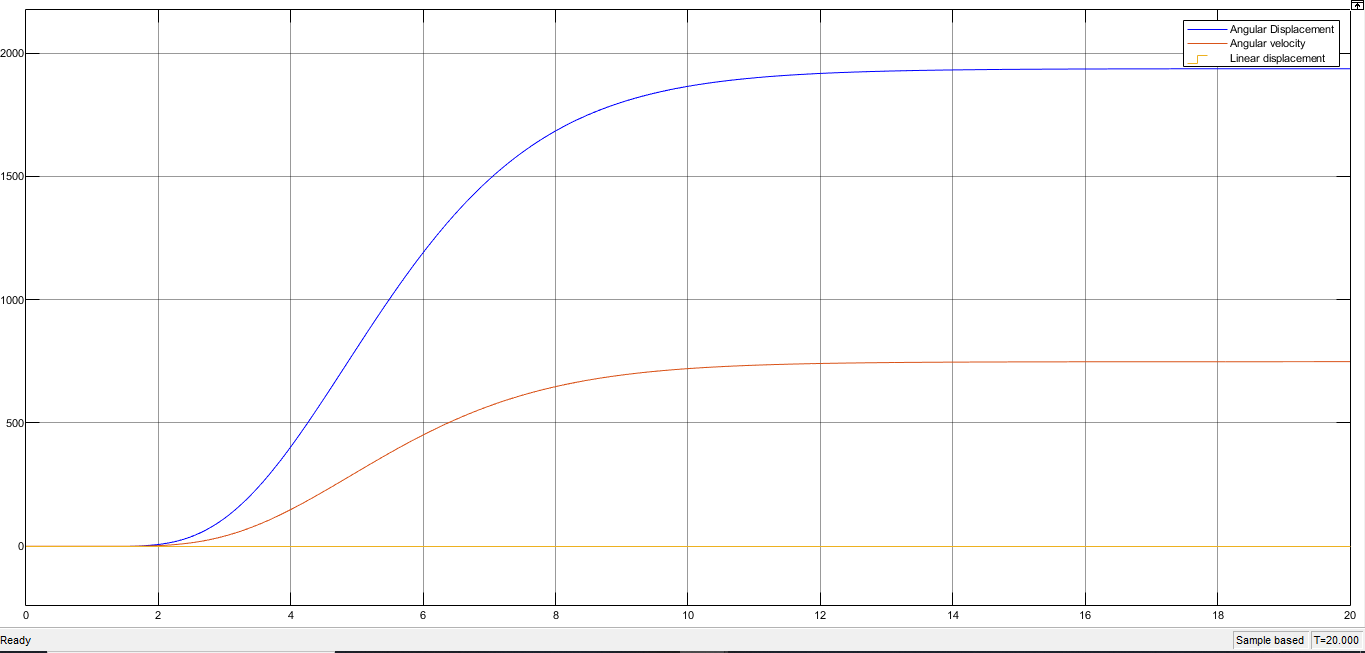 Angular Displacement
Angular velocity
Linear displacement
2000
1500
1000
500
0
0 2 4 6 8 10 12 14 16 18 20
Ready Sample based T=20.000